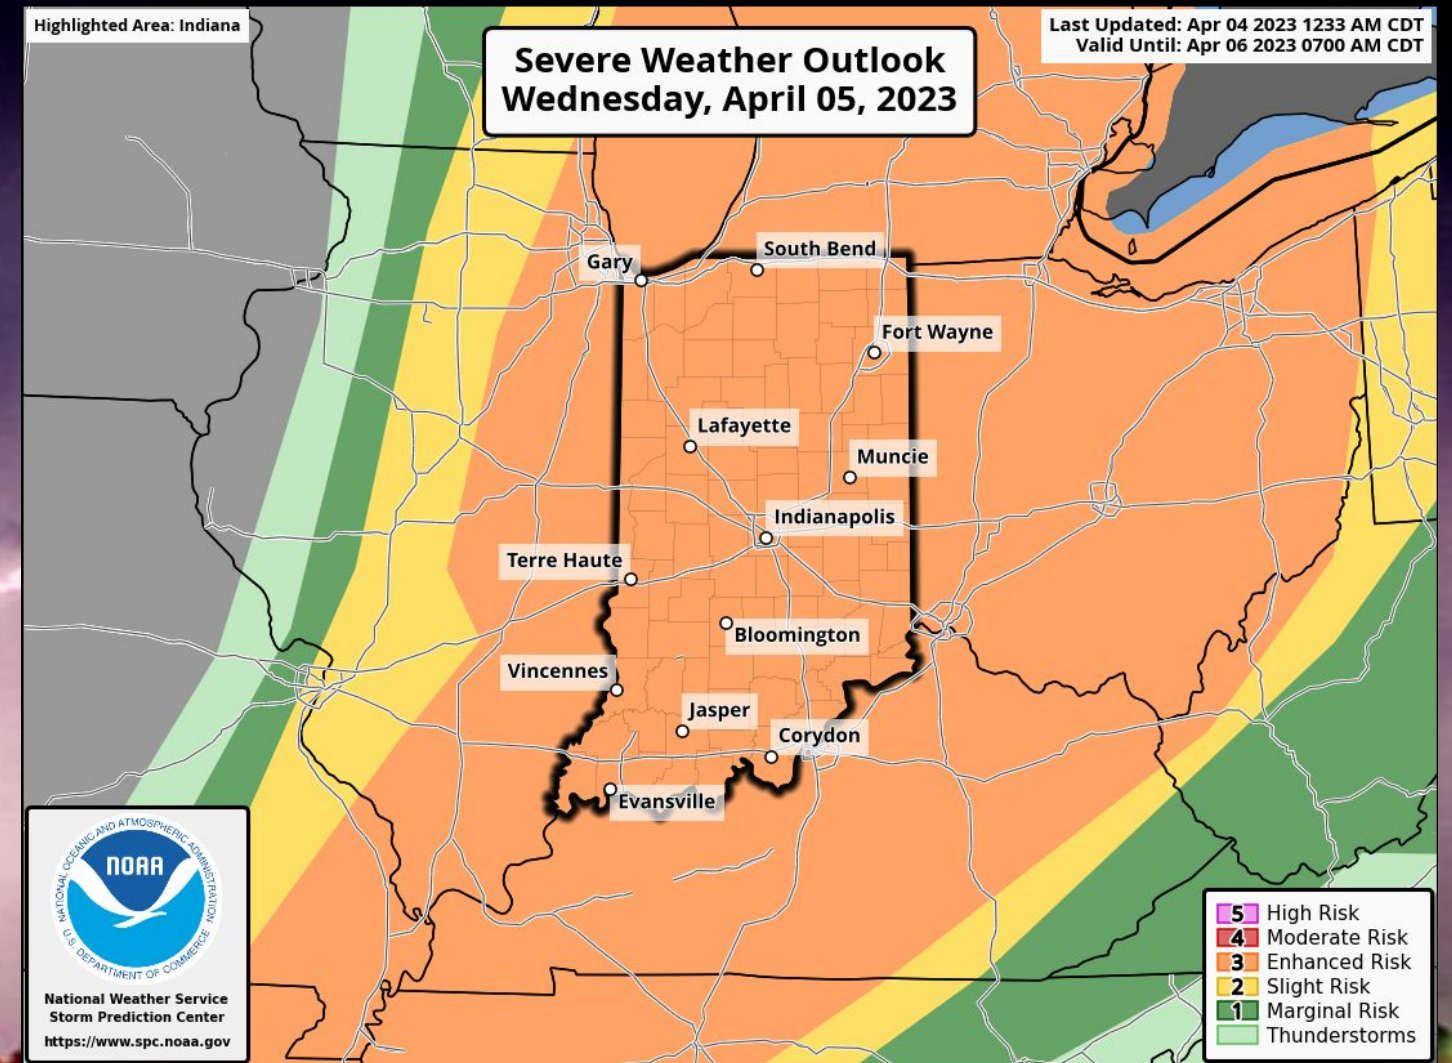 Highlighted Area: Indiana
Severe Weather Outlook
Wednesday, April 05, 2023
Last Updated: Apr 04 2023 1233 AM CDT
Valid Until: Apr 06 2023 0700 AM CDT
South Bend
Gary
Fort Wayne
Lafayette
Muncie
Indianapolis
Terre Haute
Bloomington
Vincennes
Jasper
Corydon
Evansville
NATIONAL OCEANIC AND ATMOSPHERIC ADMINISTRATION
NOAA
U.S. DEPARTMENT OF COMMERCE
National Weather Service
Storm Prediction Center
https://www.spc.noaa.gov
5 High Risk
4 Moderate Risk
3 Enhanced Risk
2 Slight Risk
1 Marginal Risk
Thunderstorms